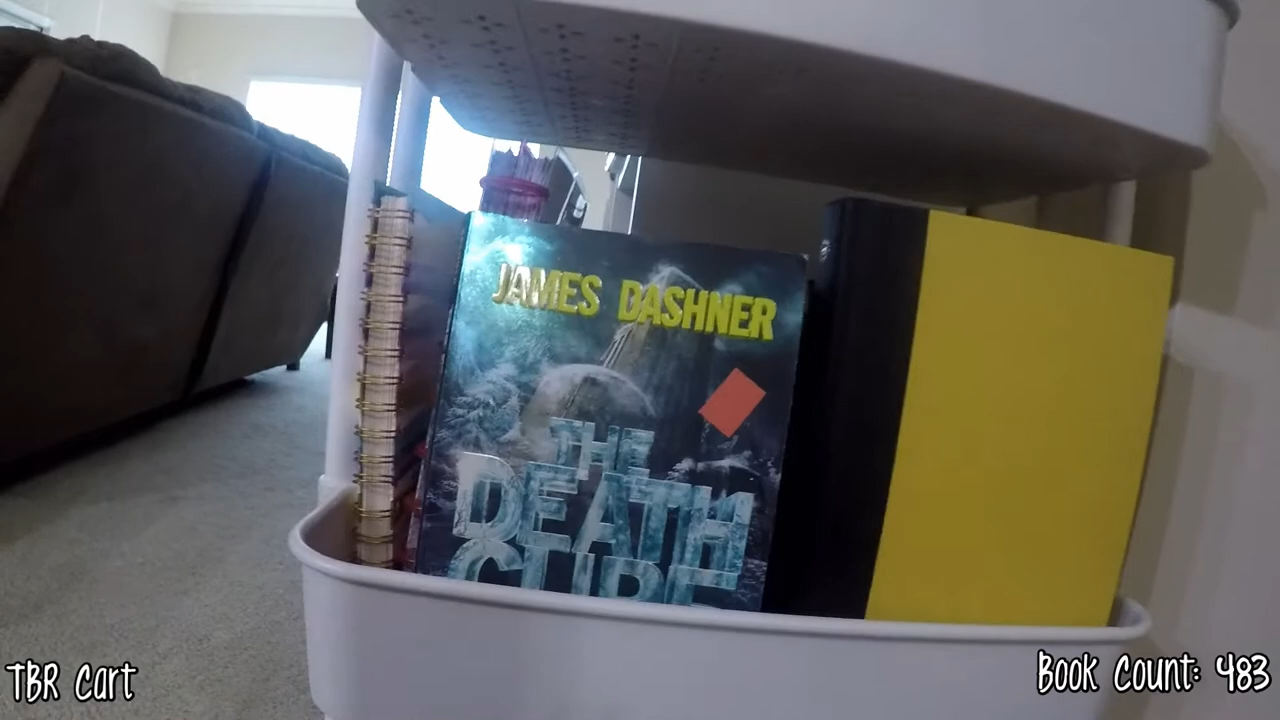 JAMES DASHNER
THE
DEATH
CURE
TBR Cart
Book Count: 483